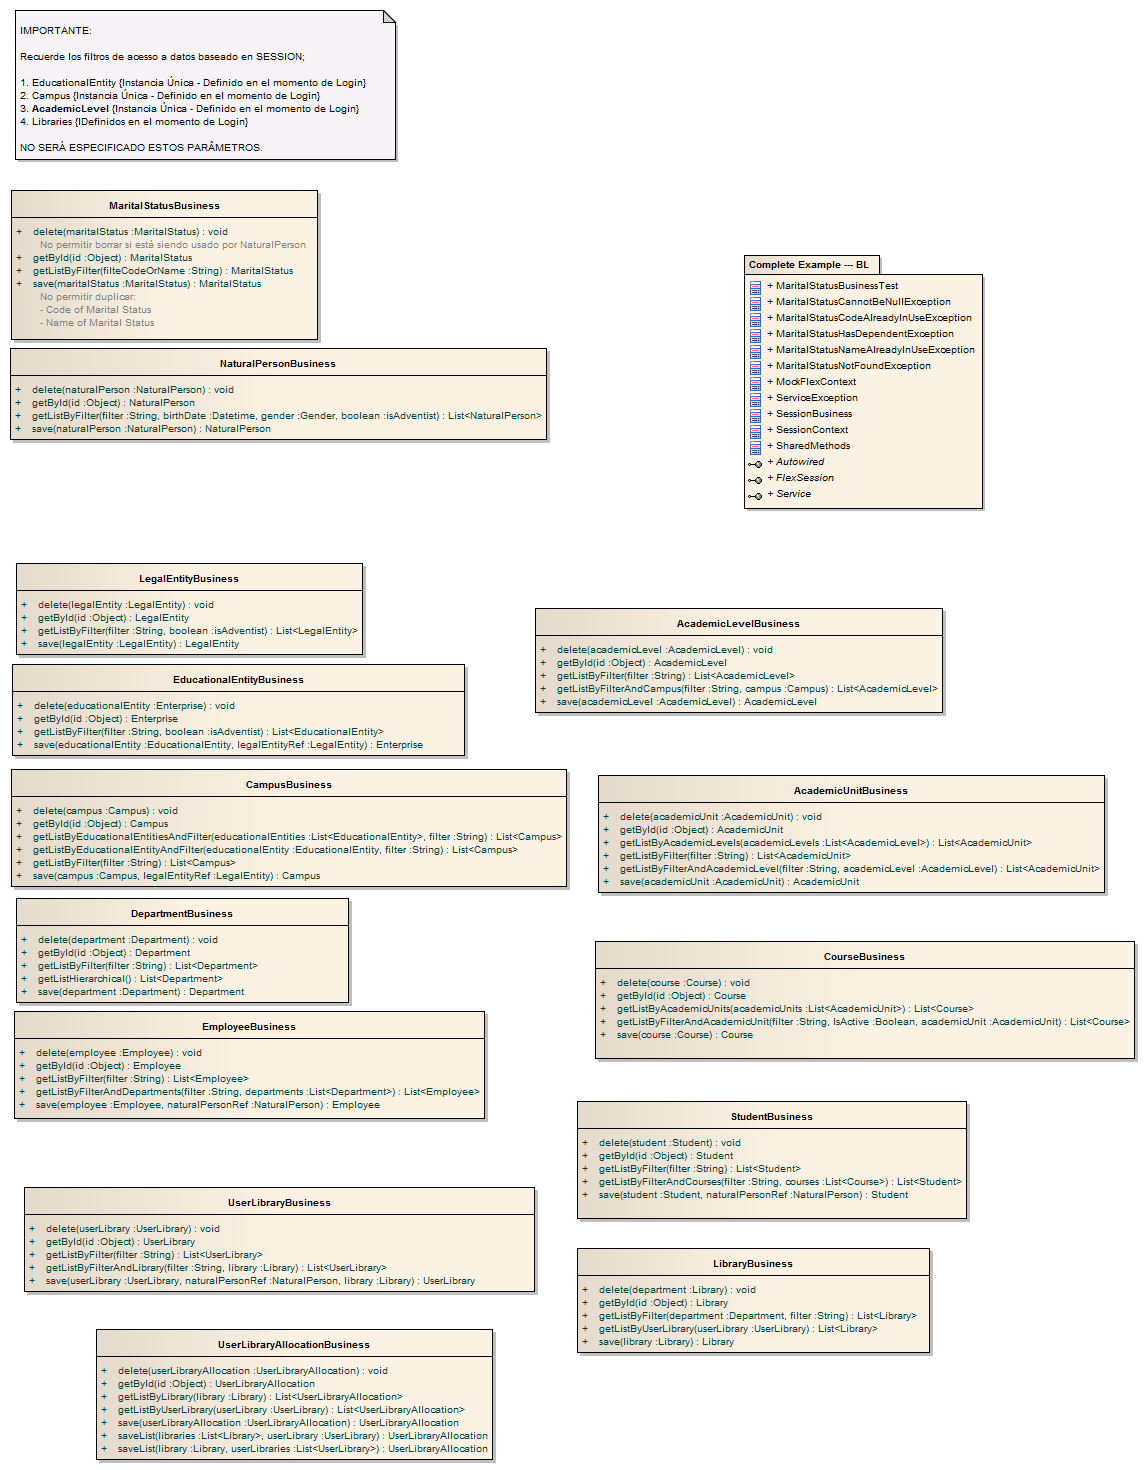 IMPORTANTE:
Recuerde los filtros de acesso a datos baseado en SESSION;
1. EducationalEntity {Instancia Única - Definido en el momento de Login}
2. Campus {Instancia Única - Definido en el momento de Login}
3. AcademicLevel {Instancia Única - Definido en el momento de Login}
4. Libraries {IDefinidos en el momento de Login}
NO SERÁ ESPECIFICADO ESTOS PARÂMETROS.
MaritalStatusBusiness
+ delete(maritalStatus :MaritalStatus) : void
No permitir borrar si está siendo usado por NaturalPerson
+ getById(id :Object) : MaritalStatus
+ getListByFilter(filteCodeOrName :String) : MaritalStatus
+ save(maritalStatus :MaritalStatus) : MaritalStatus
No permitir duplicar:
- Code of Marital Status
- Name of Marital Status
NaturalPersonBusiness
+ delete(naturalPerson :NaturalPerson) : void
+ getById(id :Object) : NaturalPerson
+ getListByFilter(filter :String, birthDate :Datetime, gender :Gender, boolean :isAdventist) : List<NaturalPerson>
+ save(naturalPerson :NaturalPerson) : NaturalPerson
Complete Example --- BL
+ MaritalStatusBusinessTest
+ MaritalStatusCannotBeNullException
+ MaritalStatusCodeAlreadyInUseException
+ MaritalStatusHasDependentException
+ MaritalStatusNameAlreadyInUseException
+ MaritalStatusNotFoundException
+ MockFlexContext
+ ServiceException
+ SessionBusiness
+ SessionContext
+ SharedMethods
+ Autowired
+ FlexSession
+ Service
LegalEntityBusiness
+ delete(legalEntity :LegalEntity) : void
+ getById(id :Object) : LegalEntity
+ getListByFilter(filter :String, boolean :isAdventist) : List<LegalEntity>
+ save(legalEntity :LegalEntity) : LegalEntity
AcademicLevelBusiness
+ delete(academicLevel :AcademicLevel) : void
+ getById(id :Object) : AcademicLevel
+ getListByFilter(filter :String) : List<AcademicLevel>
+ getListByFilterAndCampus(filter :String, campus :Campus) : List<AcademicLevel>
+ save(academicLevel :AcademicLevel) : AcademicLevel
EducationalEntityBusiness
+ delete(educationalEntity :Enterprise) : void
+ getById(id :Object) : Enterprise
+ getListByFilter(filter :String, boolean :isAdventist) : List<EducationalEntity>
+ save(educationalEntity :EducationalEntity, legalEntityRef :LegalEntity) : Enterprise
CampusBusiness
+ delete(campus :Campus) : void
+ getById(id :Object) : Campus
+ getListByEducationalEntitiesAndFilter(educationalEntities :List<EducationalEntity>, filter :String) : List<Campus>
+ getListByEducationalEntityAndFilter(educationalEntity :EducationalEntity, filter :String) : List<Campus>
+ getListByFilter(filter :String) : List<Campus>
+ save(campus :Campus, legalEntityRef :LegalEntity) : Campus
AcademicUnitBusiness
+ delete(academicUnit :AcademicUnit) : void
+ getById(id :Object) : AcademicUnit
+ getListByAcademicLevels(academicLevels :List<AcademicLevel>) : List<AcademicUnit>
+ getListByFilter(filter :String) : List<AcademicUnit>
+ getListByFilterAndAcademicLevel(filter :String, academicLevel :AcademicLevel) : List<AcademicUnit>
+ save(academicUnit :AcademicUnit) : AcademicUnit
DepartmentBusiness
+ delete(department :Department) : void
+ getById(id :Object) : Department
+ getListByFilter(filter :String) : List<Department>
+ getListHierarchical() : List<Department>
+ save(department :Department) : Department
CourseBusiness
+ delete(course :Course) : void
+ getById(id :Object) : Course
+ getListByAcademicUnits(academicUnits :List<AcademicUnit>) : List<Course>
+ getListByFilterAndAcademicUnit(filter :String, IsActive :Boolean, academicUnit :AcademicUnit) : List<Course>
+ save(course :Course) : Course
EmployeeBusiness
+ delete(employee :Employee) : void
+ getById(id :Object) : Employee
+ getListByFilter(filter :String) : List<Employee>
+ getListByFilterAndDepartments(filter :String, departments :List<Department>) : List<Employee>
+ save(employee :Employee, naturalPersonRef :NaturalPerson) : Employee
StudentBusiness
+ delete(student :Student) : void
+ getById(id :Object) : Student
+ getListByFilter(filter :String) : List<Student>
+ getListByFilterAndCourses(filter :String, courses :List<Course>) : List<Student>
+ save(student :Student, naturalPersonRef :NaturalPerson) : Student
UserLibraryBusiness
+ delete(userLibrary :UserLibrary) : void
+ getById(id :Object) : UserLibrary
+ getListByFilter(filter :String) : List<UserLibrary>
+ getListByFilterAndLibrary(filter :String, library :Library) : List<UserLibrary>
+ save(userLibrary :UserLibrary, naturalPersonRef :NaturalPerson, library :Library) : UserLibrary
LibraryBusiness
+ delete(department :Library) : void
+ getById(id :Object) : Library
+ getListByFilter(department :Department, filter :String) : List<Library>
+ getListByUserLibrary(userLibrary :UserLibrary) : List<Library>
+ save(library :Library) : Library
UserLibraryAllocationBusiness
+ delete(userLibraryAllocation :UserLibraryAllocation) : void
+ getById(id :Object) : UserLibraryAllocation
+ getListByLibrary(library :Library) : List<UserLibraryAllocation>
+ getListByUserLibrary(userLibrary :UserLibrary) : List<UserLibraryAllocation>
+ save(userLibraryAllocation :UserLibraryAllocation) : UserLibraryAllocation
+ saveList(libraries :List<Library>, userLibrary :UserLibrary) : UserLibraryAllocation
+ saveList(library :Library, userLibraries :List<UserLibrary>) : UserLibraryAllocation